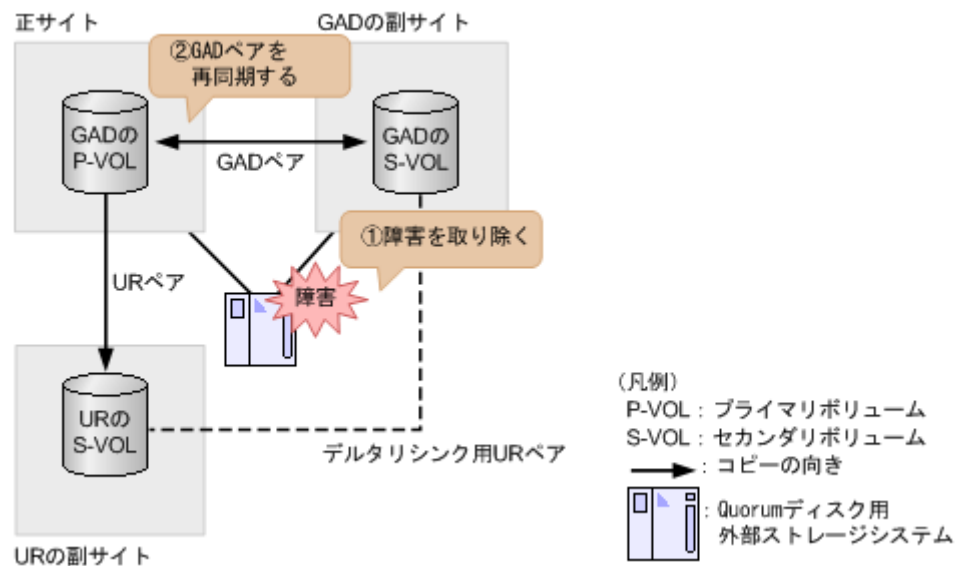 正サイト
GADの副サイト
②GADペアを
再同期する
GADの
P-VOL
GADペア
GADの
S-VOL
①障害を取り除く
URペア
障害
URの
S-VOL
デルタリシンク用URペア
URの副サイト
(凡例)
P-VOL:プライマリボリューム
S-VOL:セカンダリボリューム
:コピーの向き
:Quorumディスク用
外部ストレージシステム